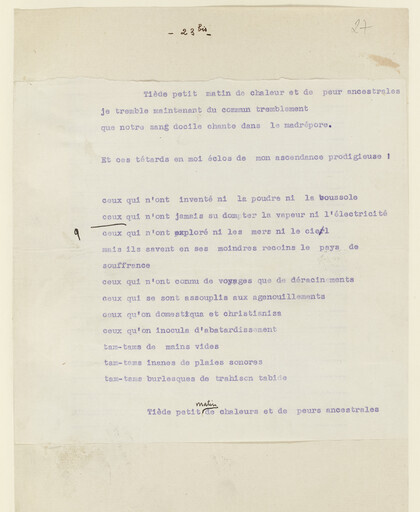 - 23 bis -
27
Tiède petit matin de chaleur et de peur ancestrales
je tremble maintenant du commun tremblement
que notre sang docile chante dans le madrépore.
Et ces têtards en moi éclos de mon ascendance prodigieuse !
ceux qui n'ont inventé ni la poudre ni la boussole
ceux qui n'ont jamais su dompter la vapeur ni l'électricité
9 ceux qui n'ont exploré ni les mers ni le ciel
mais ils savent en ses moindres recoins le pays de
souffrance
ceux qui n'ont connu de voyages que de déracinements
ceux qui se sont assouplis aux agenouillements
ceux qu'on domestiqua et christianisa
ceux qu'on inocula d'abatardissement
tam-tams de mains vides
tam-tams inanes de plaies sonores
tam-tams burlesques de trahison tabide
Tiède petit matin de chaleurs et de peurs ancestrales